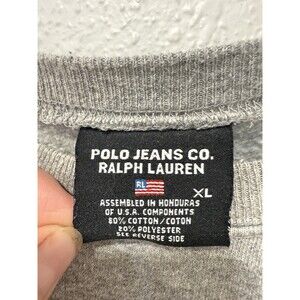 POLO JEANS CO.
RALPH LAUREN
RL
XL
ASSEMBLED IN HONDURAS
OF U.S.A. COMPONENTS
80% COTTON/COTON
20% POLYESTER
SEE REVERSE SIDE